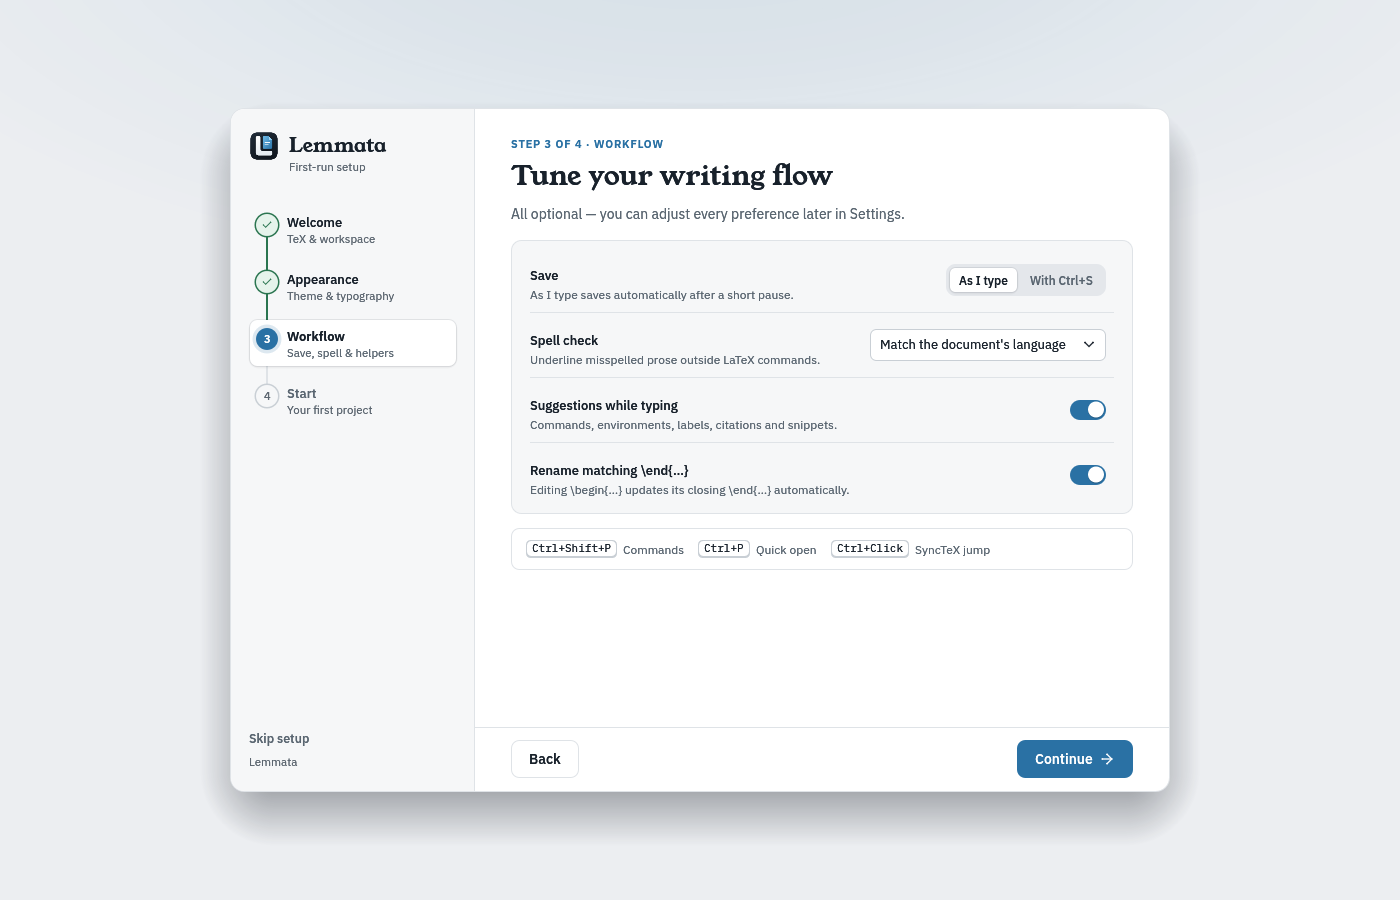 Lemmata
First-run setup
Welcome
TeX & workspace
Appearance
Theme & typography
3
Workflow
Save, spell & helpers
4
Start
Your first project
Skip setup
Lemmata
STEP 3 OF 4 · WORKFLOW
Tune your writing flow
All optional — you can adjust every preference later in Settings.
Save
As I type saves automatically after a short pause.
As I type
With Ctrl+S
Spell check
Underline misspelled prose outside LaTeX commands.
Match the document's language
Suggestions while typing
Commands, environments, labels, citations and snippets.
Rename matching \end{…}
Editing \begin{…} updates its closing \end{…} automatically.
Ctrl+Shift+P Commands Ctrl+P Quick open Ctrl+Click SyncTeX jump
Back
Continue →